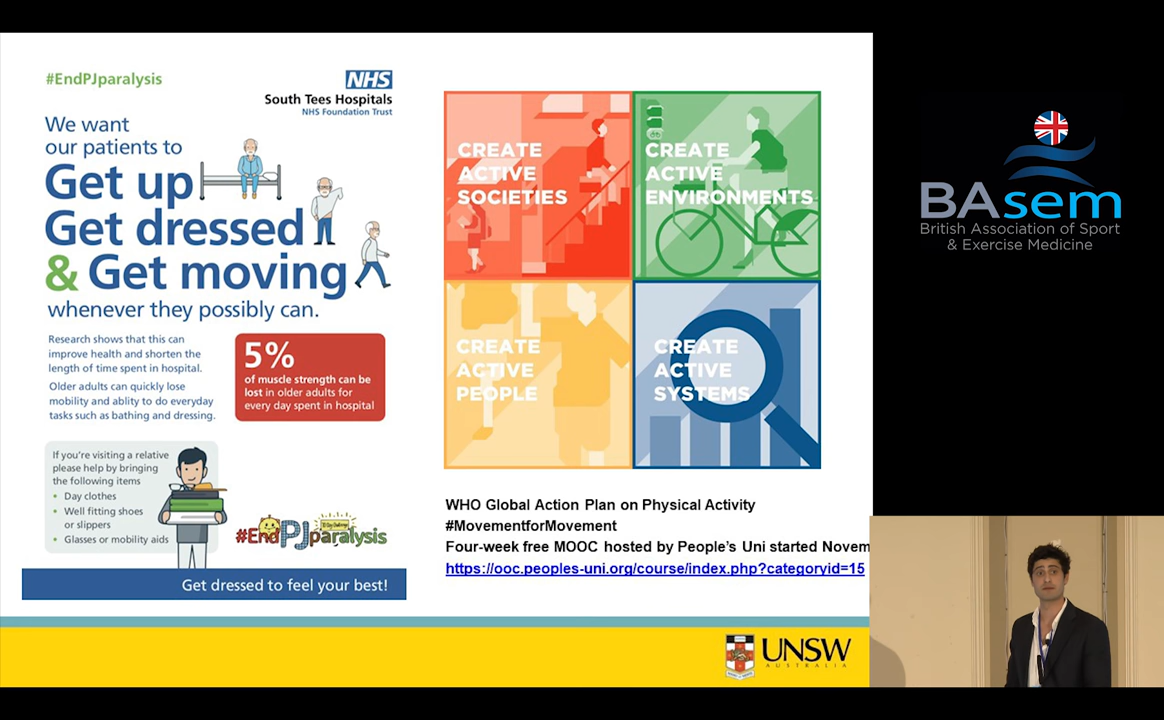 #EndPJparalysis
NHS
South Tees Hospitals
NHS Foundation Trust
We want
our patients to
Get up
Get dressed
& Get moving
whenever they possibly can.
Research shows that this can
improve health and shorten the
length of time spent in hospital.
Older adults can quickly lose
mobility and ablity to do everyday
tasks such as bathing and dressing.
5%
of muscle strength can be
lost in older adults for
every day spent in hospital
If you're visiting a relative
please help by bringing
the following items
• Day clothes
• Well fitting shoes
or slippers
• Glasses or mobility aids
#EndPJparalysis
Get dressed to feel your best!
CREATE
ACTIVE
SOCIETIES
CREATE
ACTIVE
ENVIRONMENTS
CREATE
ACTIVE
PEOPLE
CREATE
ACTIVE
SYSTEMS
WHO Global Action Plan on Physical Activity
#MovementforMovement
Four-week free MOOC hosted by People's Uni started Novem
https://ooc.peoples-uni.org/course/index.php?categoryid=15
UNSW
AUSTRALIA
BAsem
British Association of Sport
& Exercise Medicine